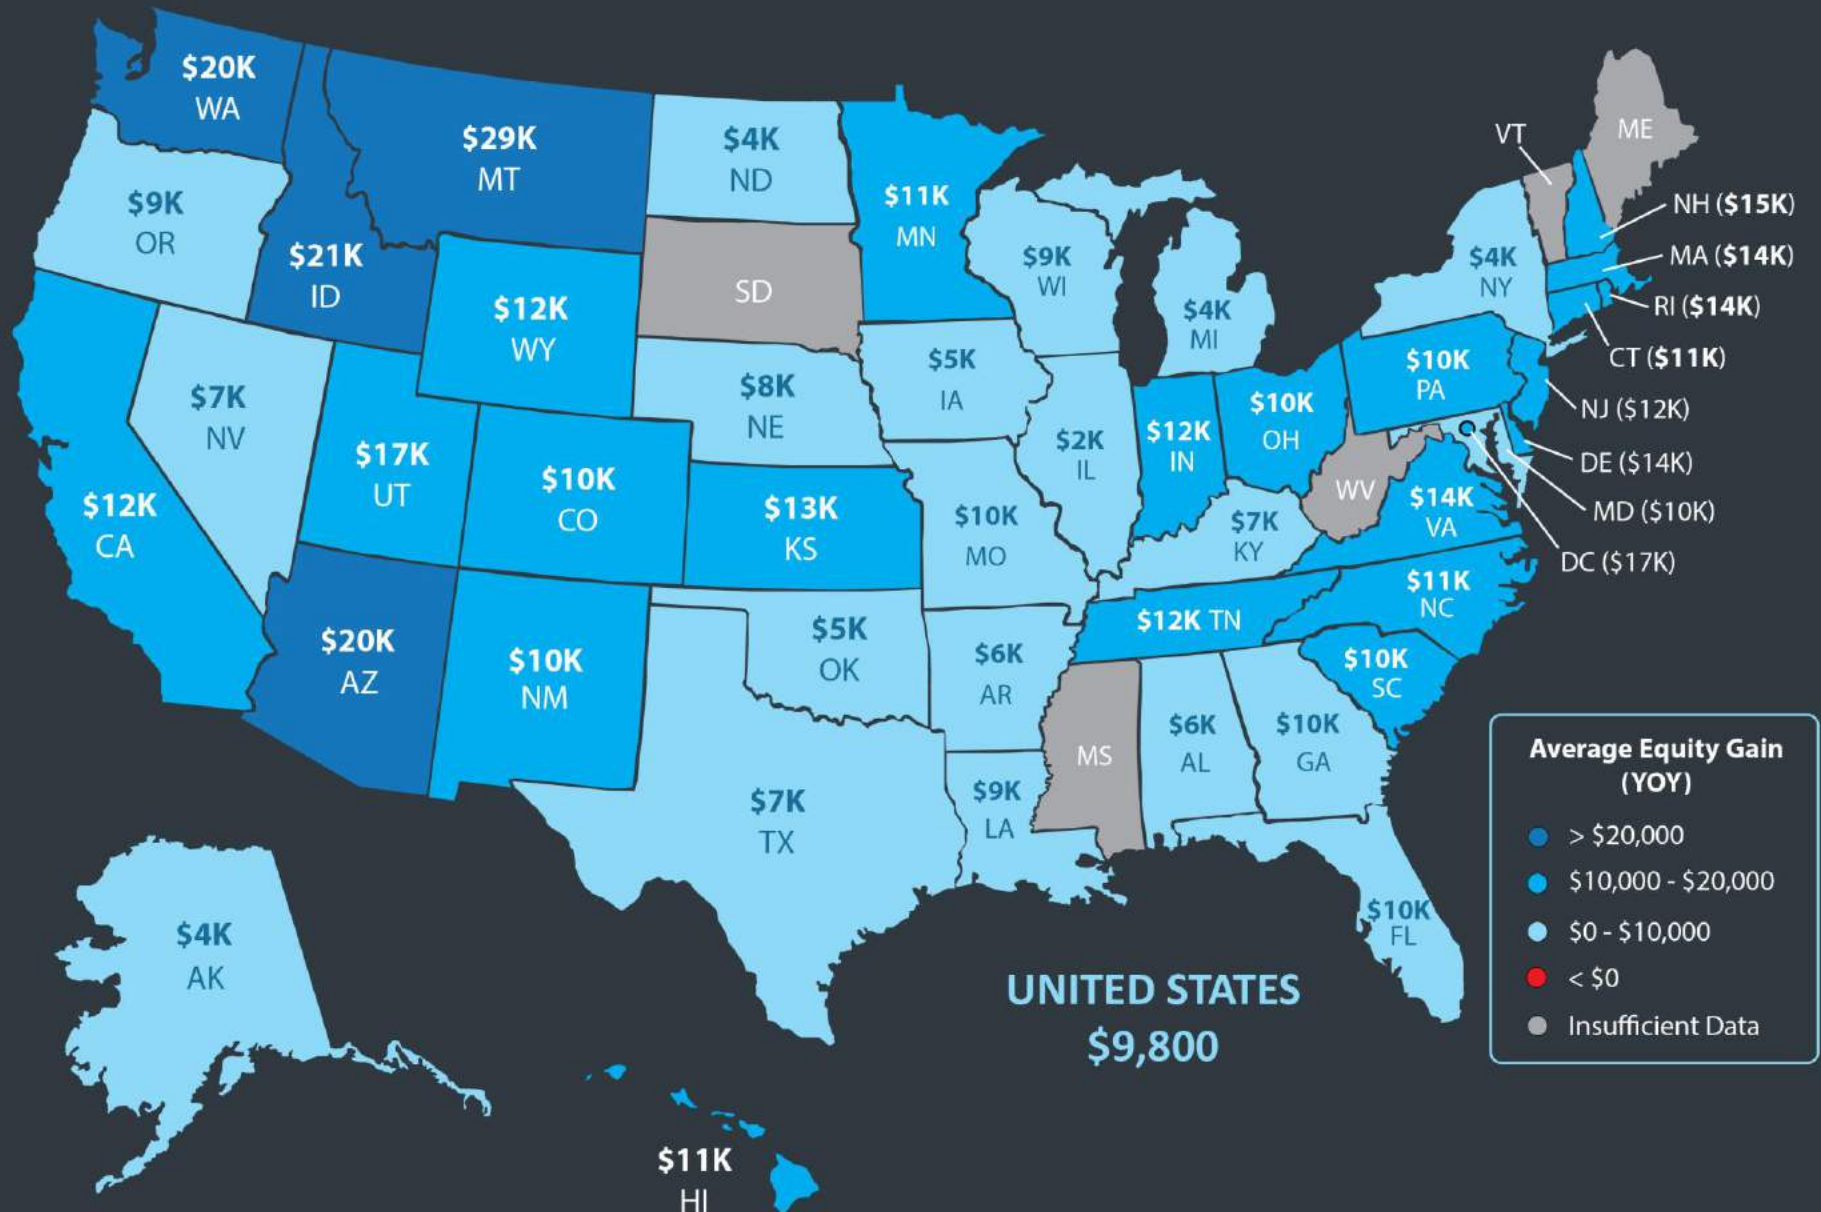 $20K
WA
$29K
MT
$4K
ND
$11K
MN
VT
ME
$9K
OR
$21K
ID
$12K
WY
SD
$9K
WI
$4K
MI
$4K
NY
NH ($15K)
MA ($14K)
RI ($14K)
CT ($11K)
NJ ($12K)
DE ($14K)
MD ($10K)
DC ($17K)
$7K
NV
$17K
UT
$10K
CO
$8K
NE
$5K
IA
$2K
IL
$12K
IN
$10K
OH
$10K
PA
WV
$14K
VA
$12K
CA
$13K
KS
$10K
MO
$7K
KY
$11K
NC
$12K TN
$20K
AZ
$10K
NM
$5K
OK
$6K
AR
$10K
SC
MS
$6K
AL
$10K
GA
$7K
TX
$9K
LA
$10K
FL
$4K
AK
$11K
HI
UNITED STATES
$9,800
Average Equity Gain
(YOY)
> $20,000
$10,000 - $20,000
$0 - $10,000
< $0
Insufficient Data